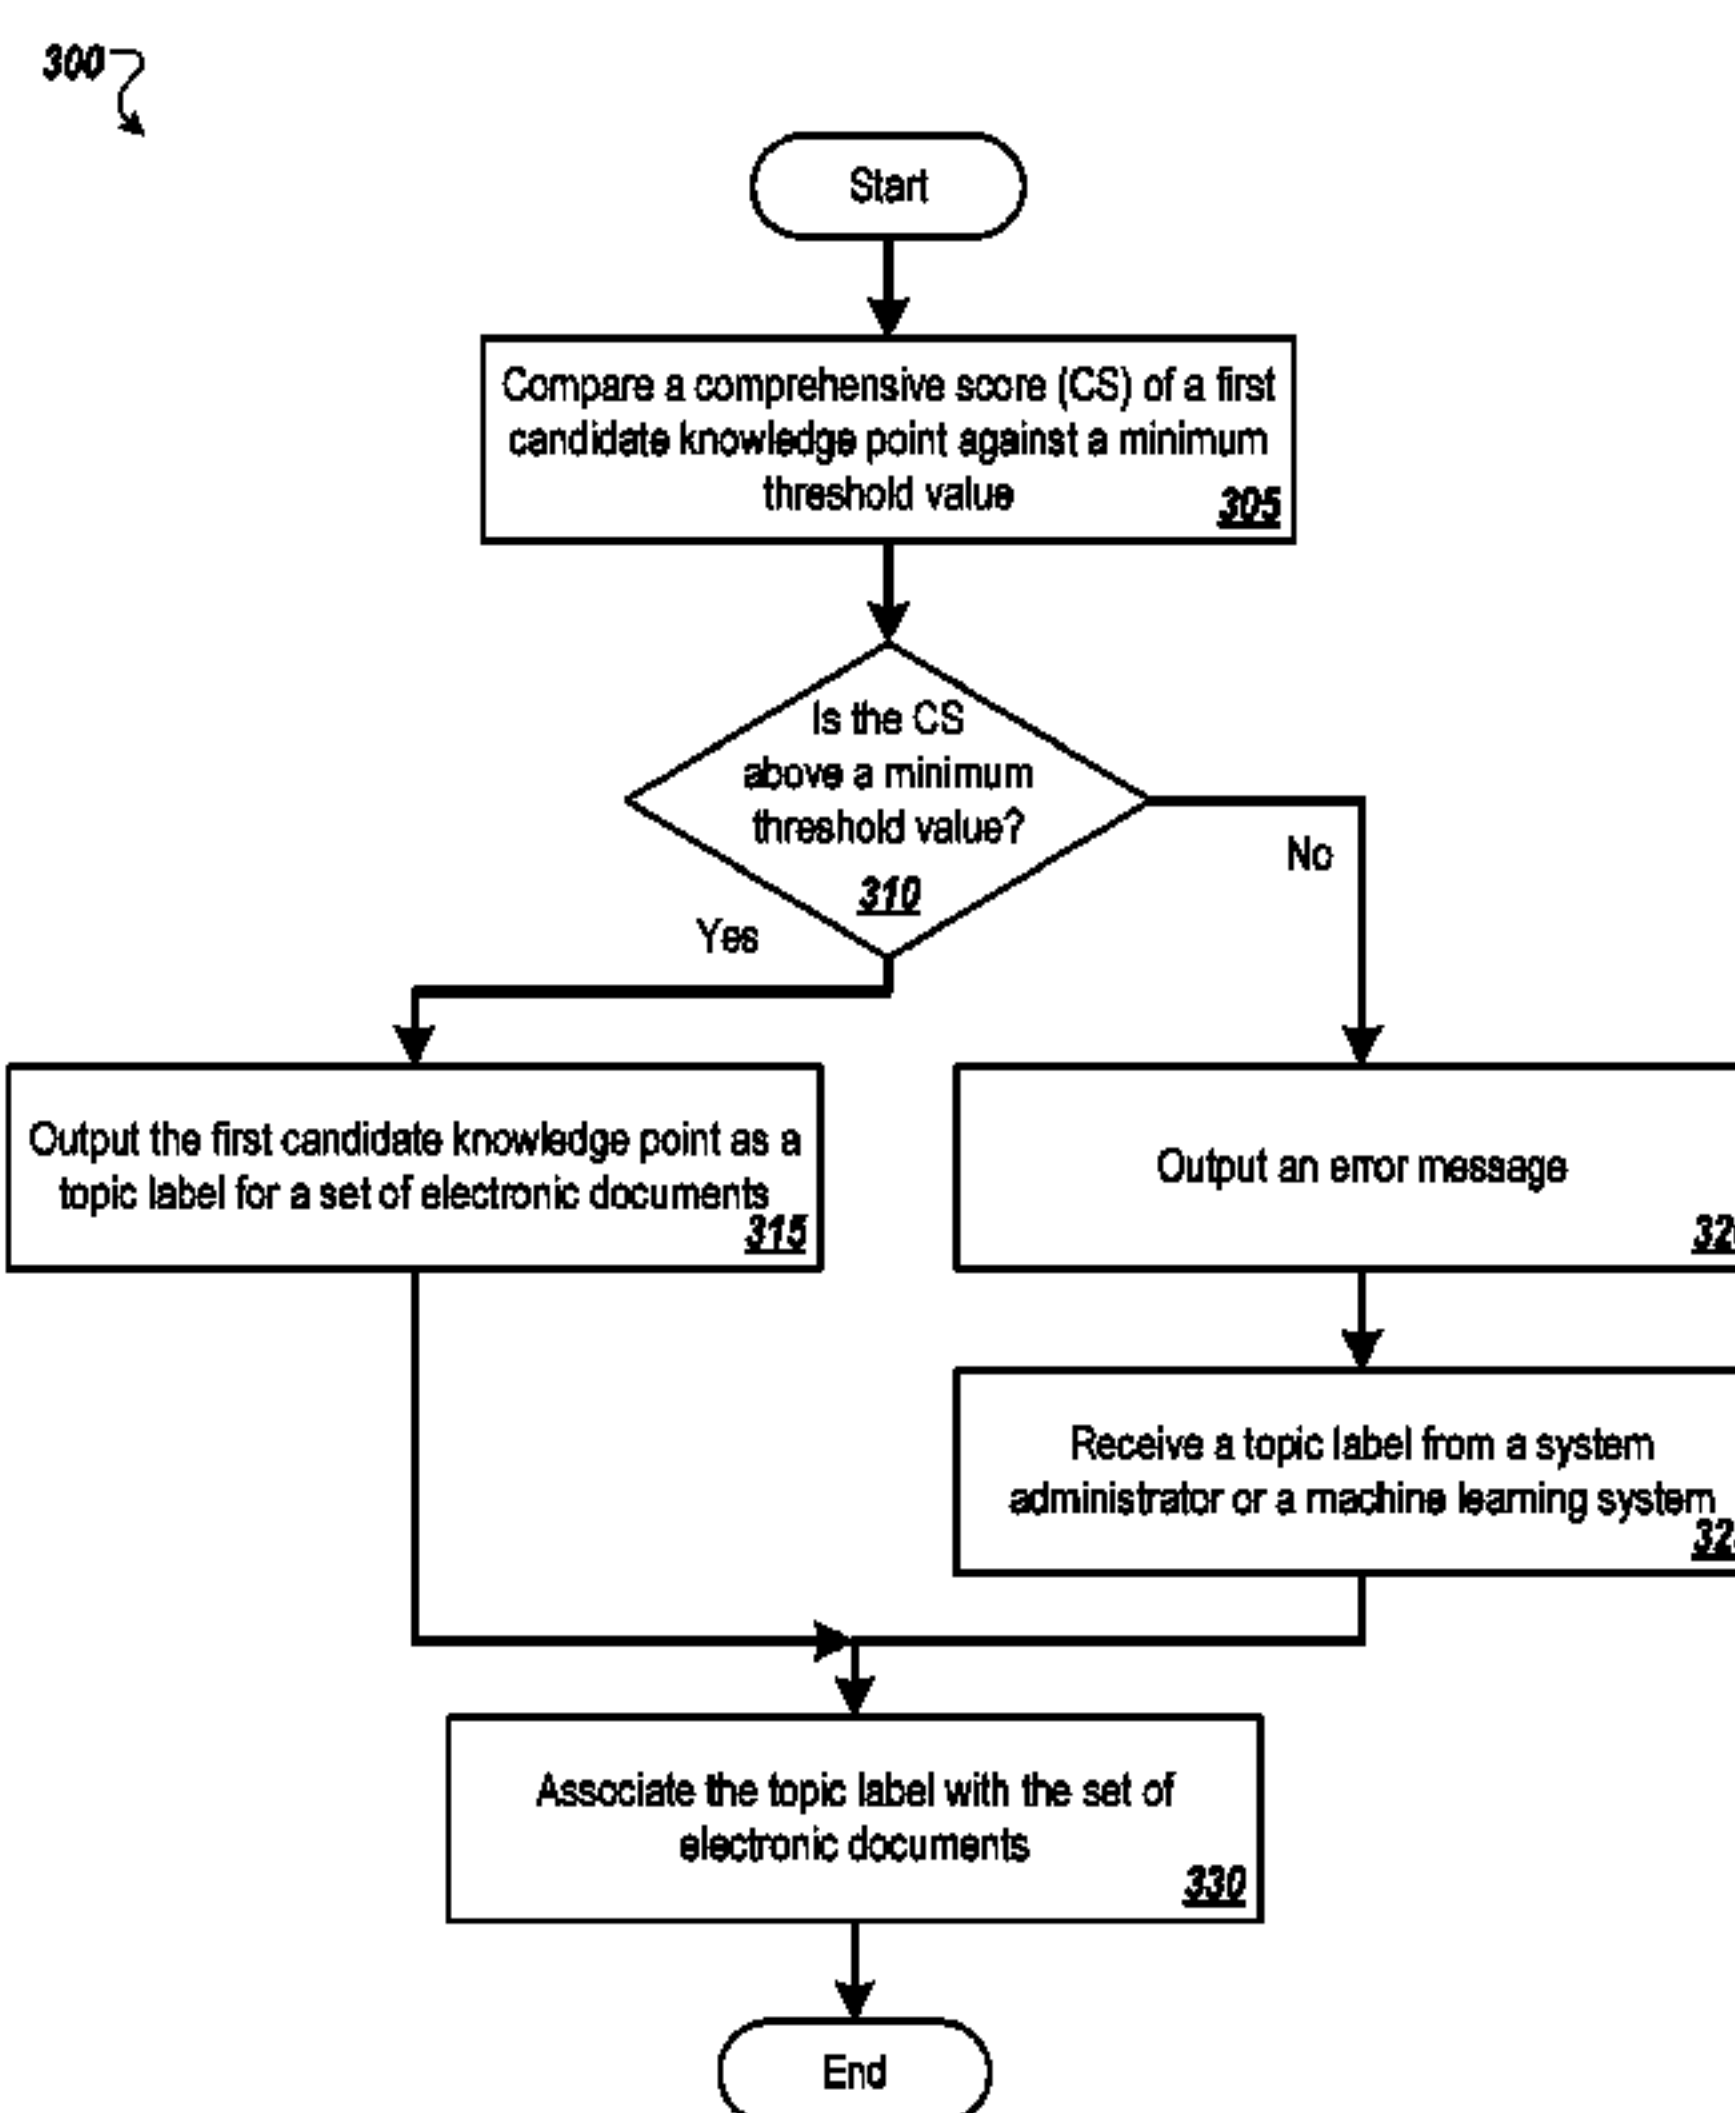 300
Start
Compare a comprehensive score (CS) of a first
candidate knowledge point against a minimum
threshold value
305
Is the CS
above a minimum
threshold value?
310
No
Yes
Output the first candidate knowledge point as a
topic label for a set of electronic documents
315
Output an error message
Receive a topic label from a system
administrator or a machine learning system
Associate the topic label with the set of
electronic documents
330
End